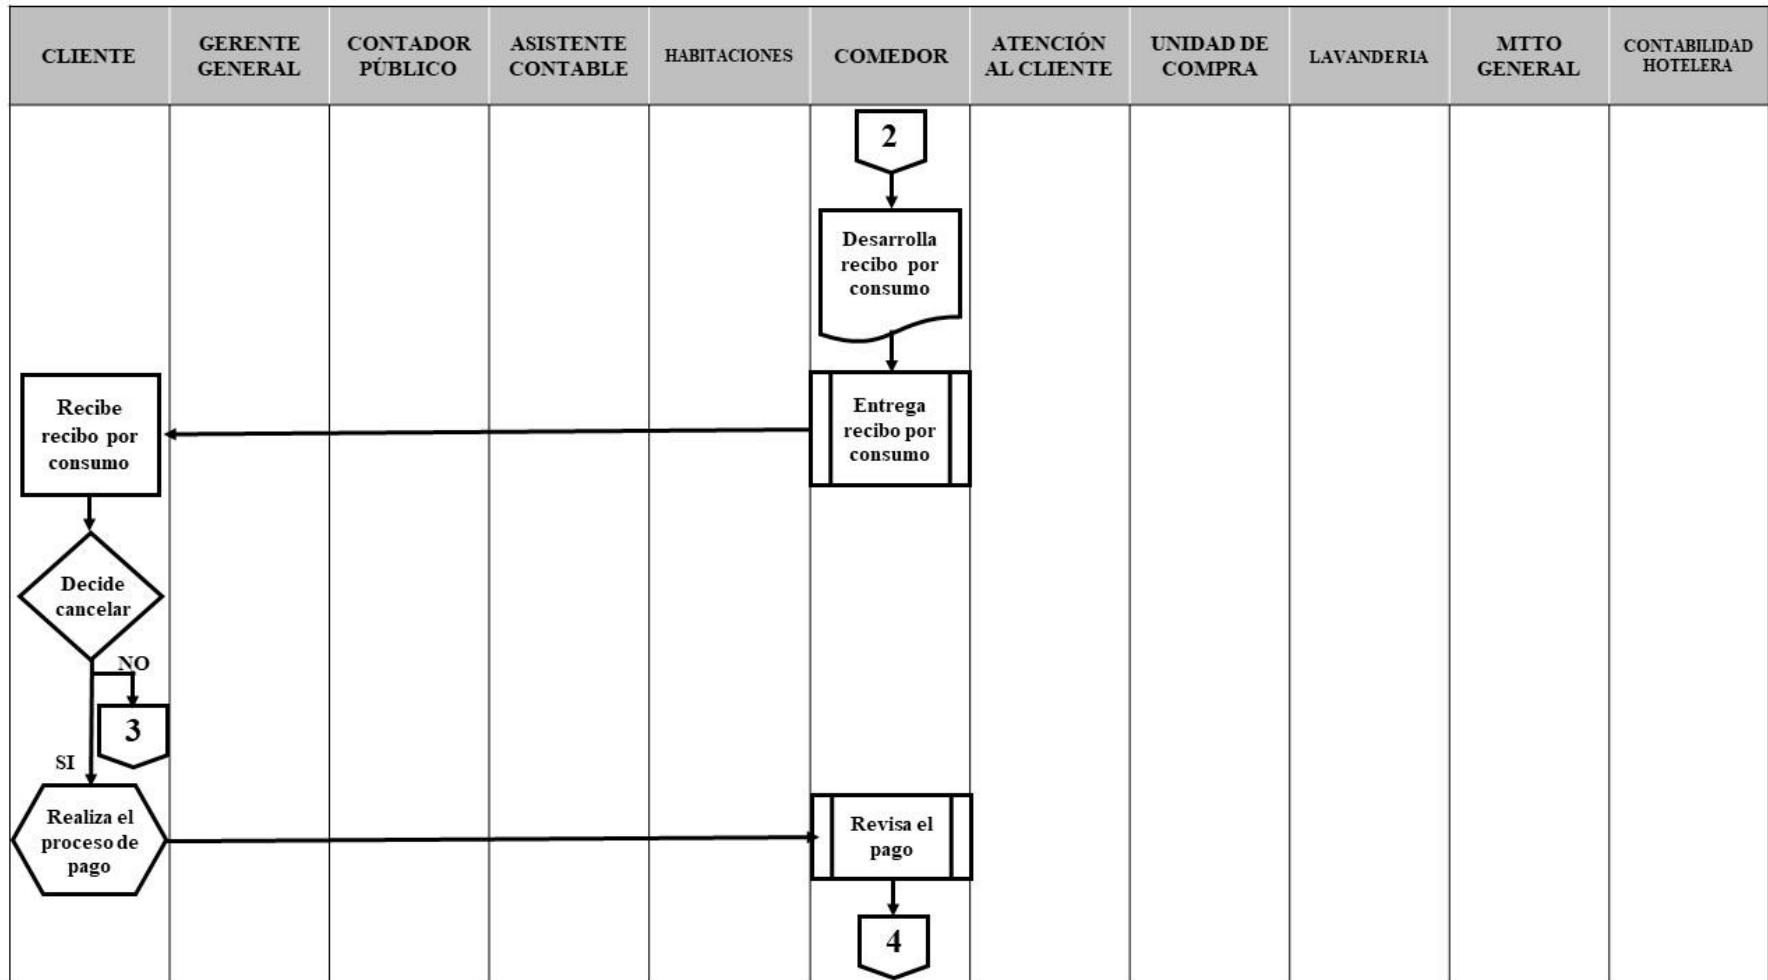 CLIENTE
GERENTE
GENERAL
CONTADOR
PÚBLICO
ASISTENTE
CONTABLE
HABITACIONES
COMEDOR
ATENCIÓN
AL CLIENTE
UNIDAD DE
COMPRA
LAVANDERIA
MTTO
GENERAL
CONTABILIDAD
HOTELERA
2
Desarrolla
recibo por
consumo
Entrega
recibo por
consumo
Recibe
recibo por
consumo
Decide
cancelar
NO
3
SI
Realiza el
proceso de
pago
Revisa el
pago
4